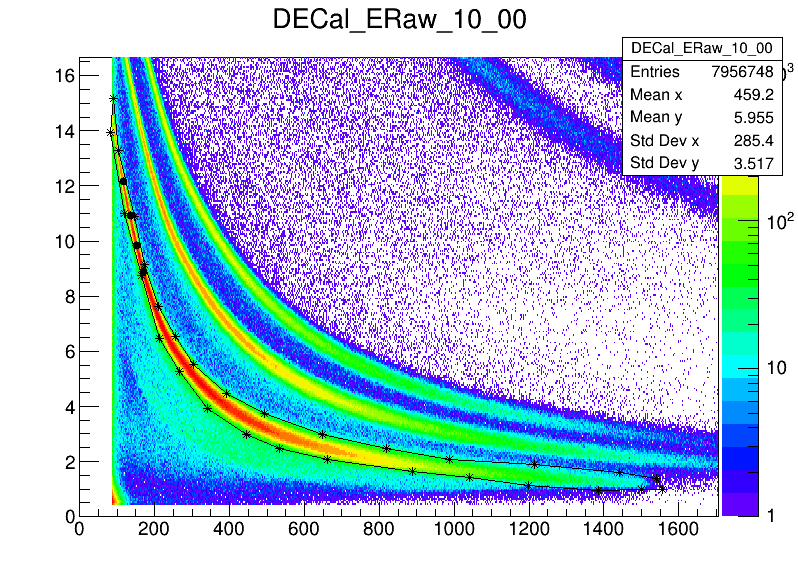 DECal_ERaw_10_00
DECal_ERaw_10_00
Entries 7956748
Mean x 459.2
Mean y 5.955
Std Dev x 285.4
Std Dev y 3.517
16
14
12
10
8
6
4
2
0
0 200 400 600 800 1000 1200 1400 1600
10²
10
1